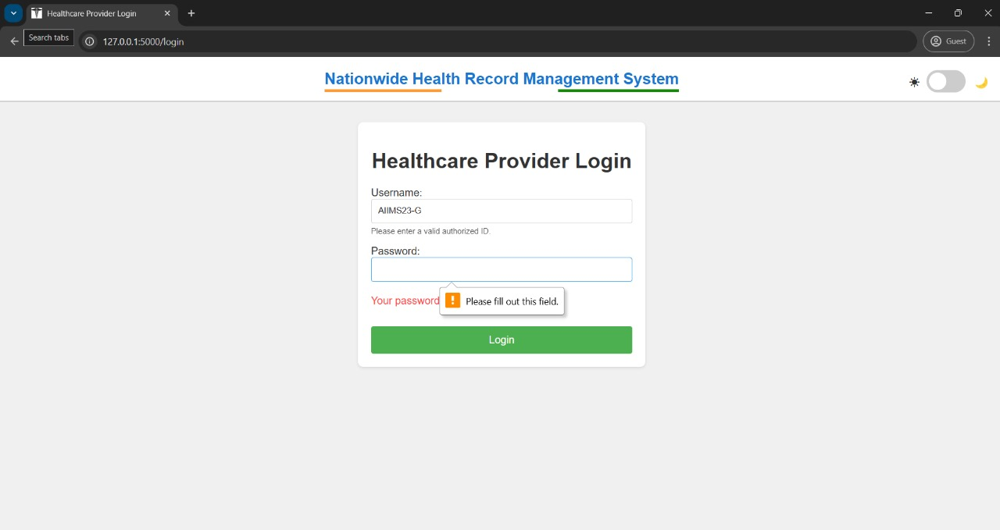 Healthcare Provider Login
Search tabs
127.0.0.1:5000/login
Guest
Nationwide Health Record Management System
Healthcare Provider Login
Username:
AIIMS23-G
Please enter a valid authorized ID.
Password:
Your password
Please fill out this field.
Login